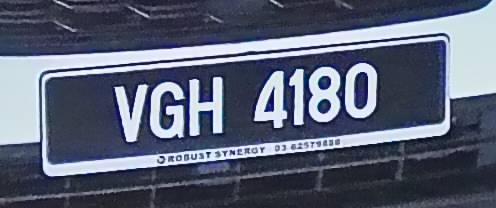 VGH 4180
ROBUST SYNERGY 03-62579888